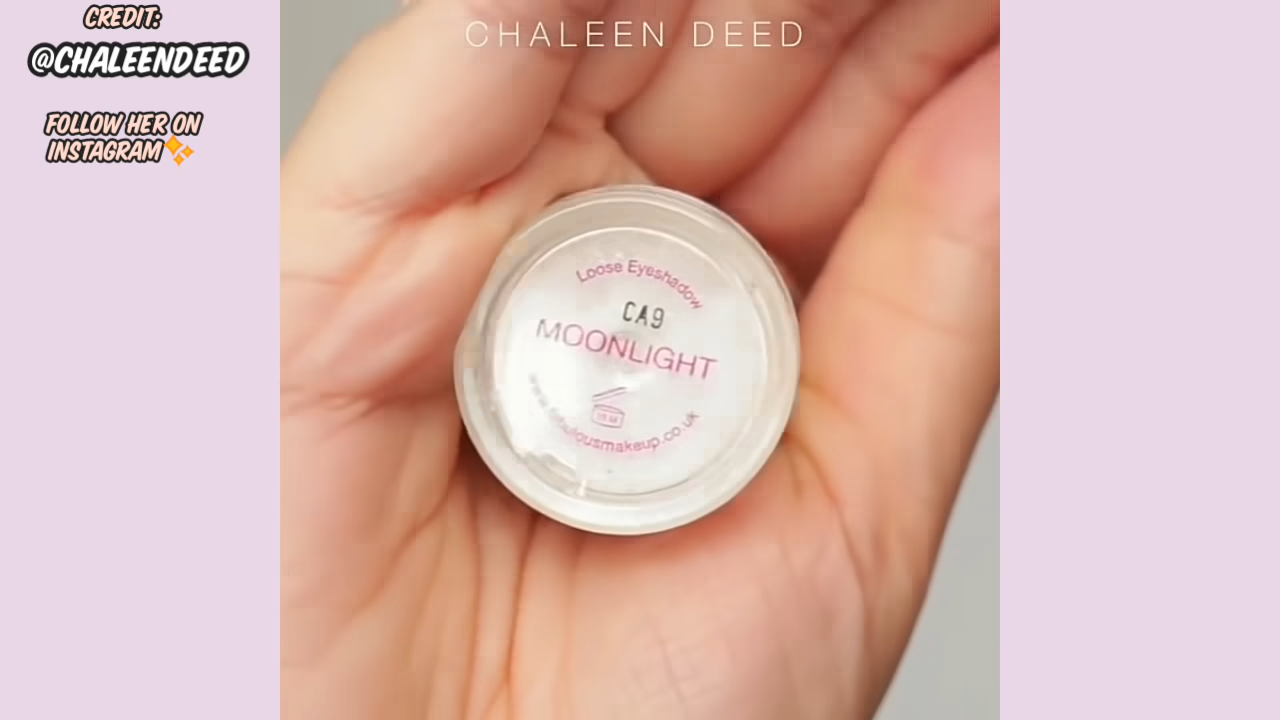 CREDIT:
@CHALEENDEED
FOLLOW HER ON
INSTAGRAM
CHALEEN DEED
Loose Eyeshadow
CA9
MOONLIGHT
www.fabulousmakeup.co.uk